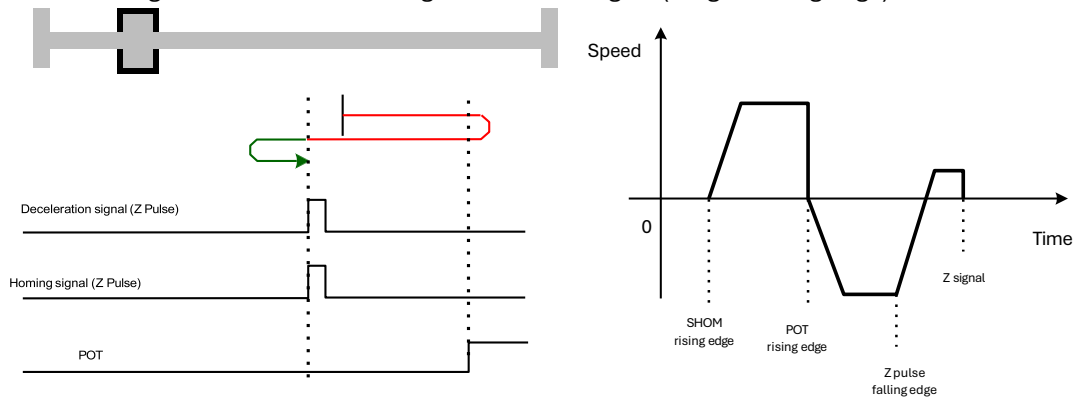 Speed
0
Time
Deceleration signal (Z Pulse)
Homing signal (Z Pulse)
POT
SHOM
rising edge
POT
rising edge
Z pulse
falling edge
Z signal